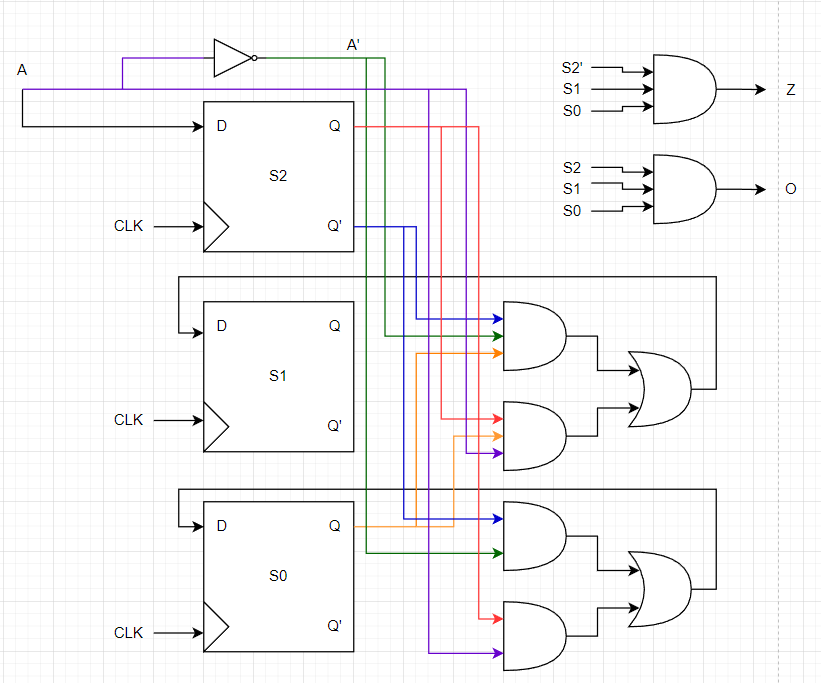 A'
A
S2'
S1
Z
S0
D
Q
S2
S2
S1
O
S0
CLK
Q'
D
Q
S1
CLK
Q'
D
Q
S0
CLK
Q'